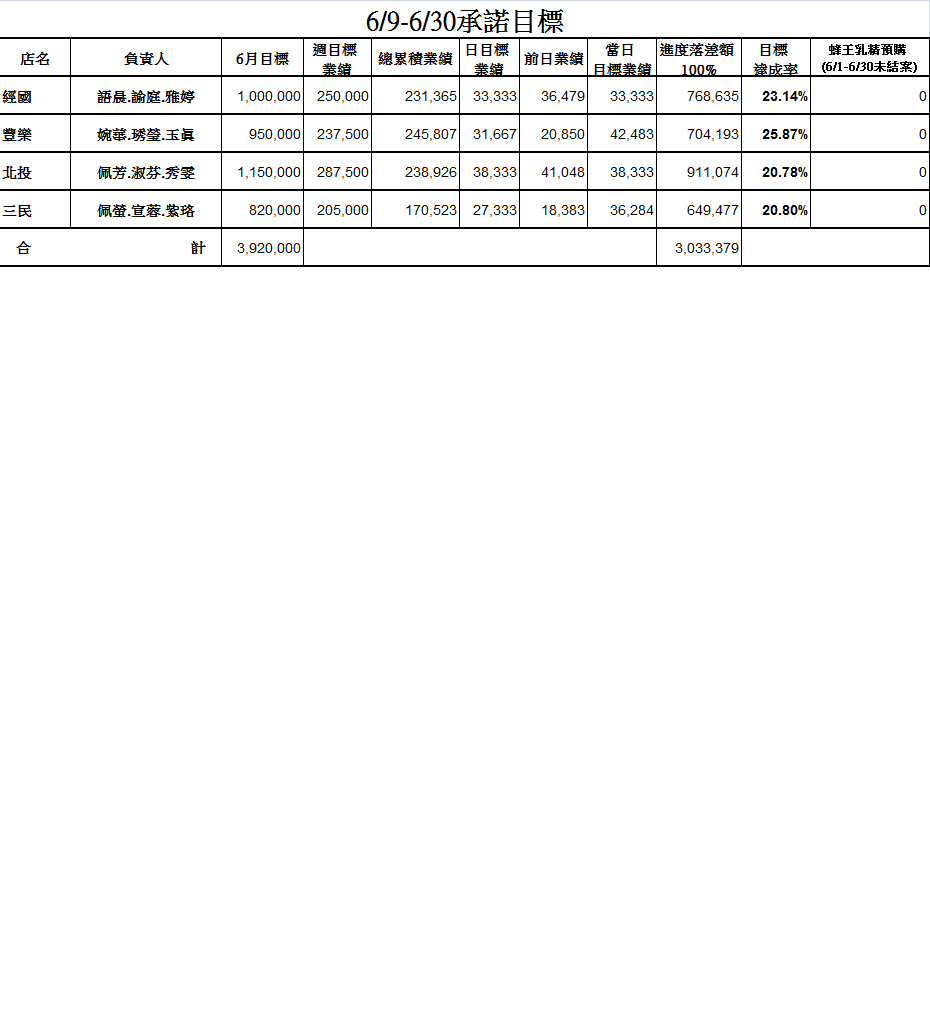 6/9-6/30承諾目標
店名 負責人 6月目標 週目標業績 總累積業績 日目標業績 前日業績 當日目標業績 進度落差額100% 目標達成率 蜂王乳精預購(6/1-6/30未結案)
經國 語晨.諭庭.雅婷 1,000,000 250,000 231,365 33,333 36,479 33,333 768,635 23.14% 0
豐樂 婉華.琇瑩.玉真 950,000 237,500 245,807 31,667 20,850 42,483 704,193 25.87% 0
北投 佩芳.淑芬.秀雯 1,150,000 287,500 238,926 38,333 41,048 38,333 911,074 20.78% 0
三民 佩螢.宣蓉.紫珞 820,000 205,000 170,523 27,333 18,383 36,284 649,477 20.80% 0
合計 3,920,000 3,033,379